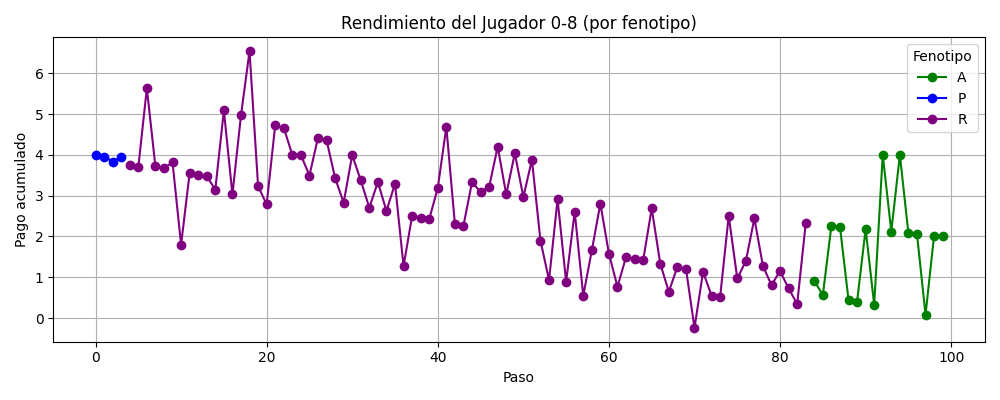 Rendimiento del Jugador 0-8 (por fenotipo)
Pago acumulado
6
5
4
3
2
1
0
Fenotipo
A
P
R
0
20
40
60
80
100
Paso